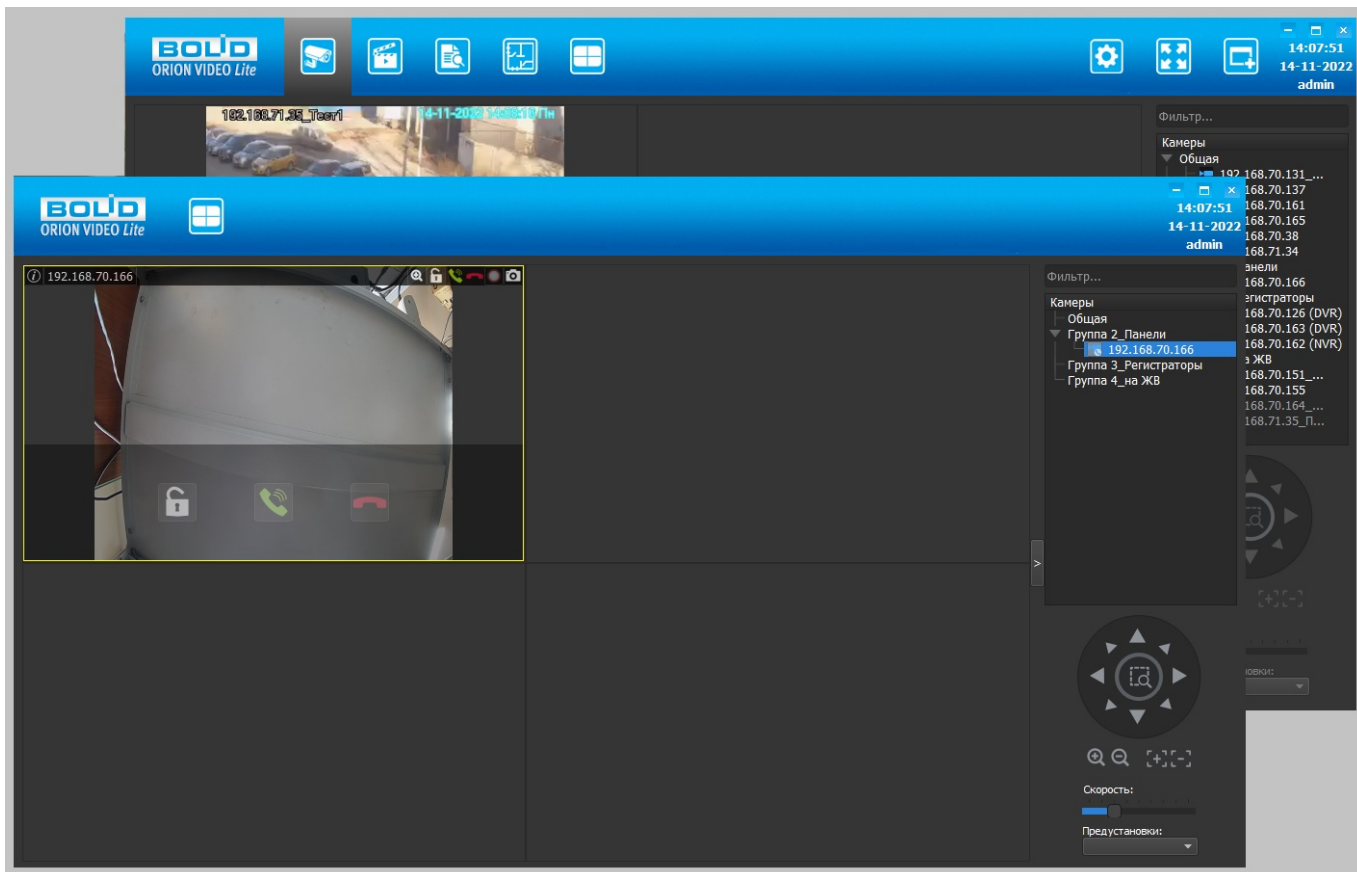 BOLID
ORION VIDEO Lite
14:07:51
14-11-2022
admin
192.168.71.35_Тест1
Фильтр...
Камеры
Общая
192.168.70.131_...
168.70.137
168.70.161
168.70.165
168.70.38
168.71.34
анели
168.70.166
егистраторы
168.70.126 (DVR)
168.70.163 (DVR)
168.70.162 (NVR)
а ЖВ
168.70.151_...
168.70.155
168.70.164_...
168.71.35_П...
овки:
BOLID
ORION VIDEO Lite
14:07:51
14-11-2022
admin
192.168.70.166
Фильтр...
Камеры
Общая
Группа 2_Панели
192.168.70.166
Группа 3_Регистраторы
Группа 4_на ЖВ
>
Скорость:
Предустановки: